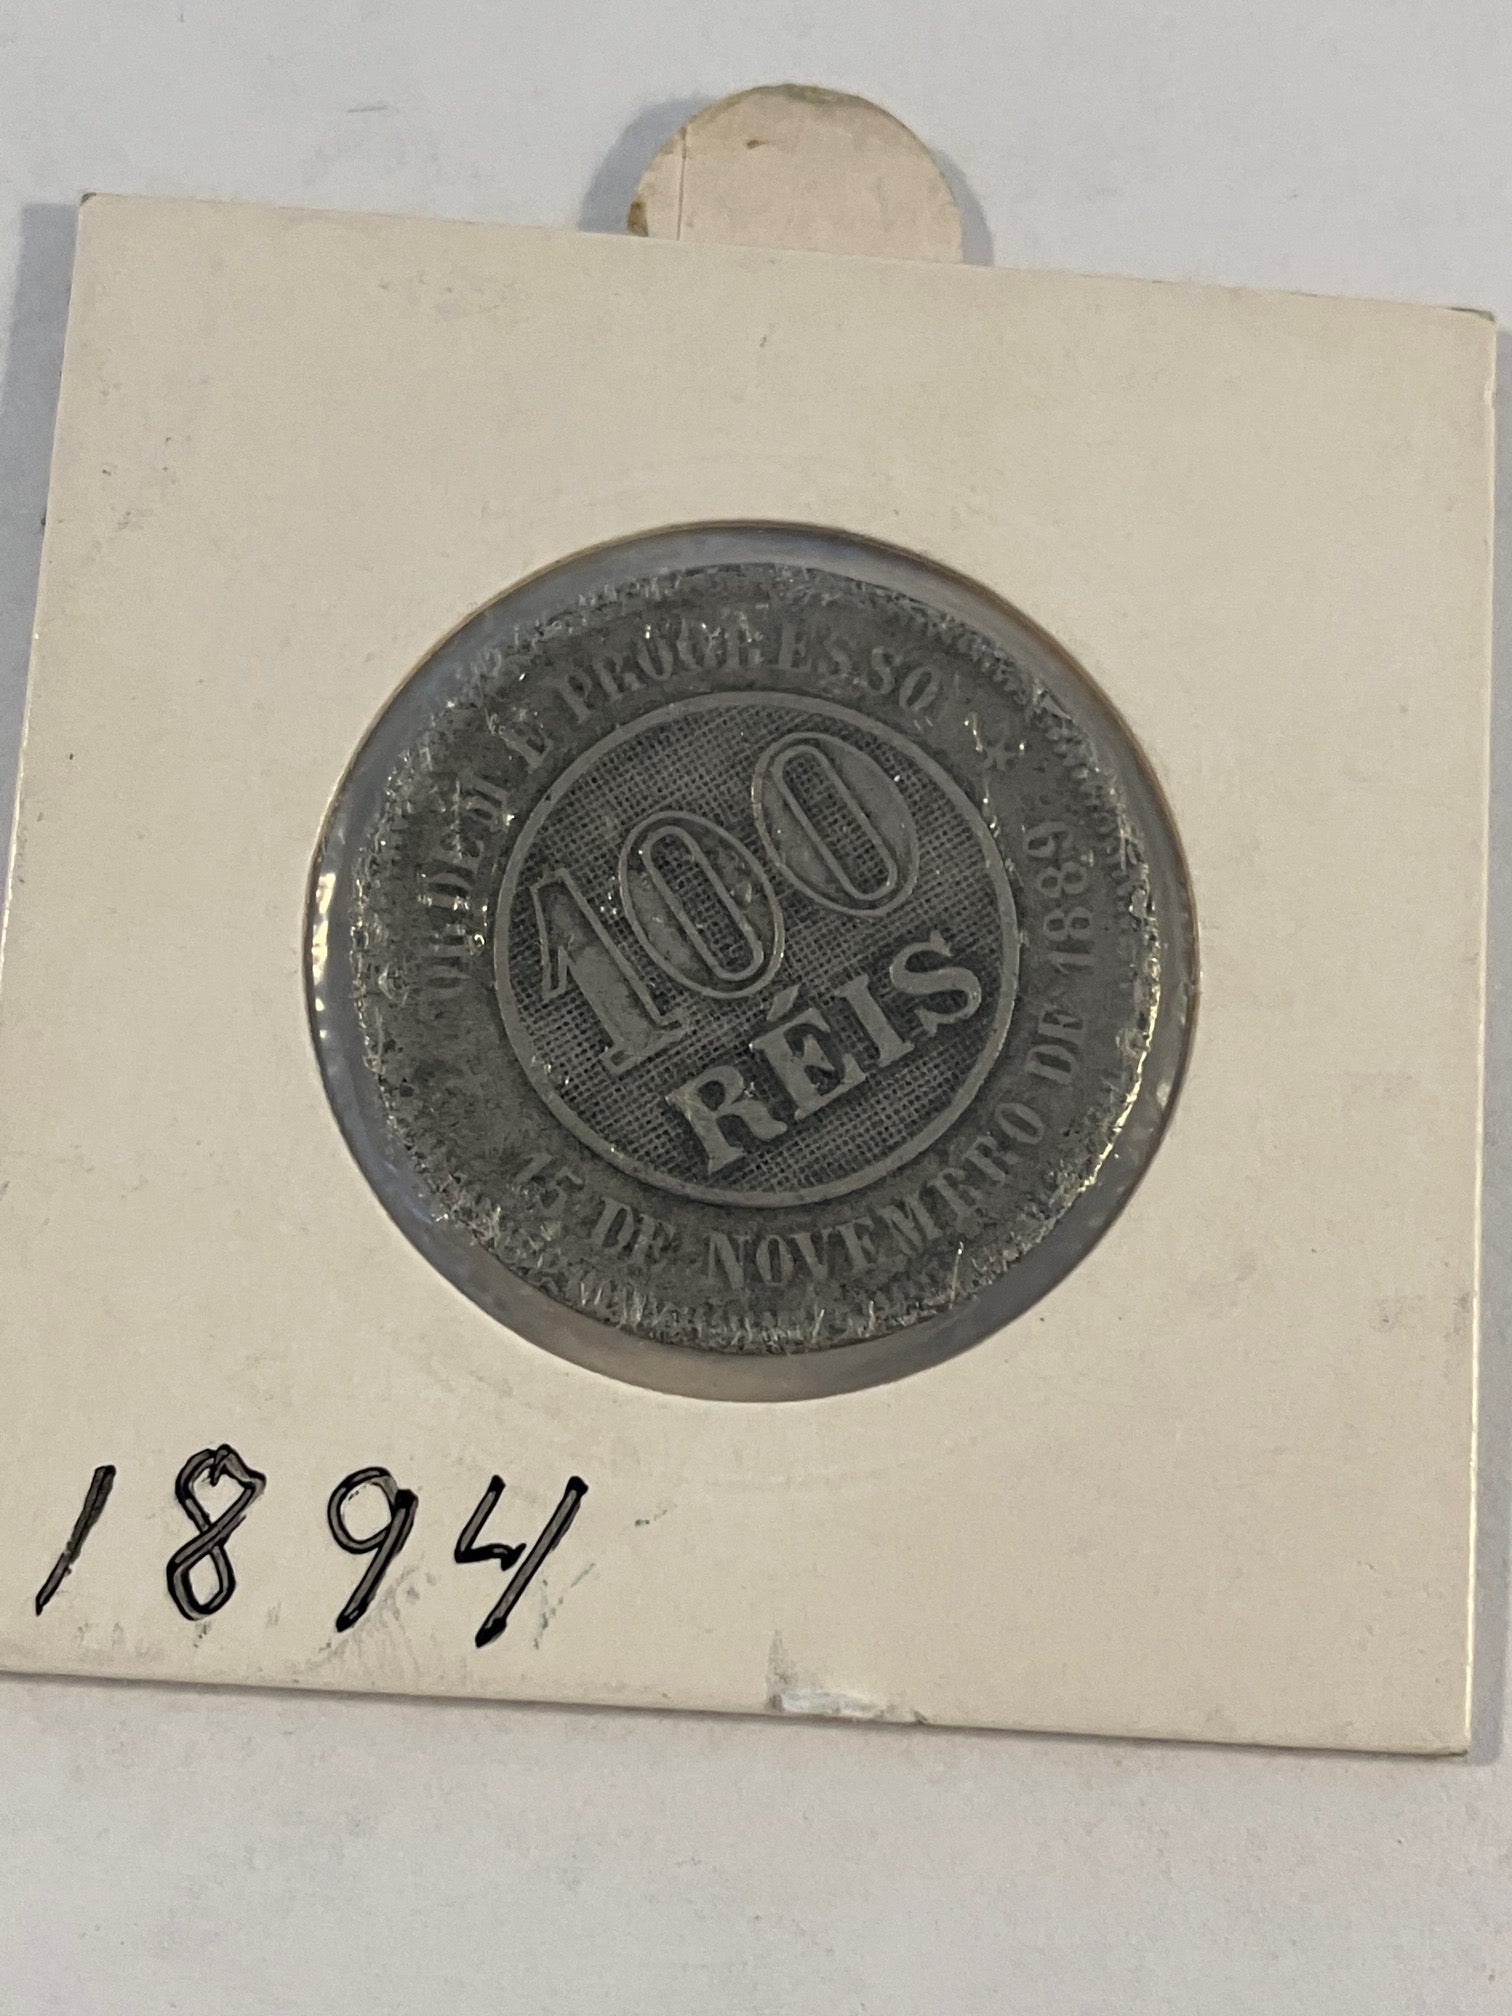 ORDEM E PROGRESSO *
100
RÉIS
15 DE NOVEMBRO DE 1889
1894